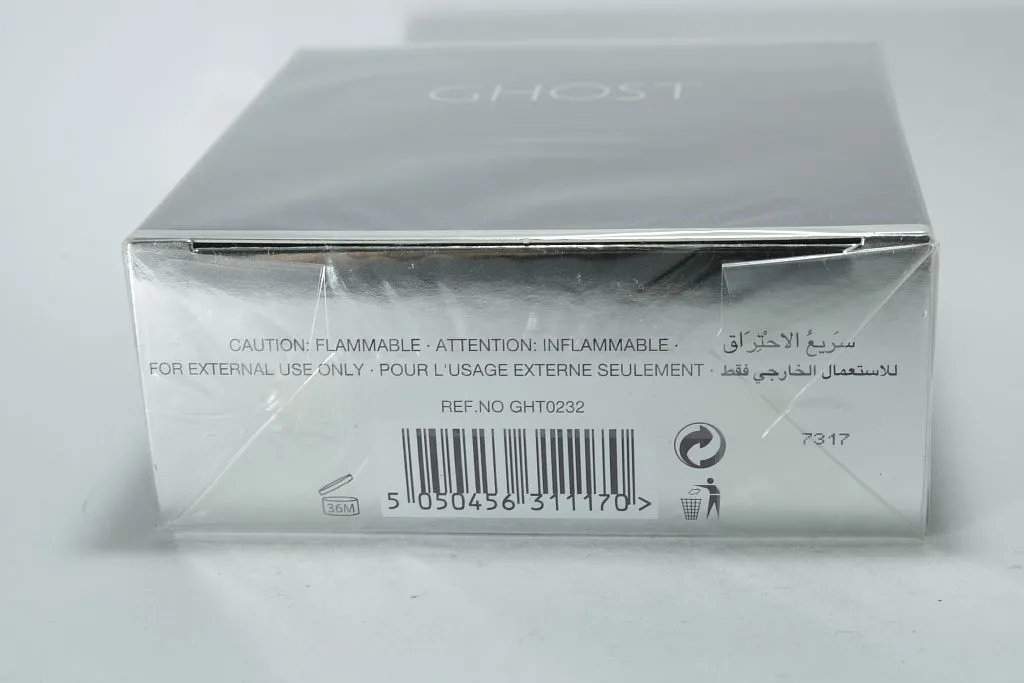 GHOST
CAUTION: FLAMMABLE · ATTENTION: INFLAMMABLE · سَرِيعُ الاحْتِرَاق
FOR EXTERNAL USE ONLY · POUR L'USAGE EXTERNE SEULEMENT · للاستعمال الخارجي فقط
REF.NO GHT0232
7317
36M
5 050456 311170 >